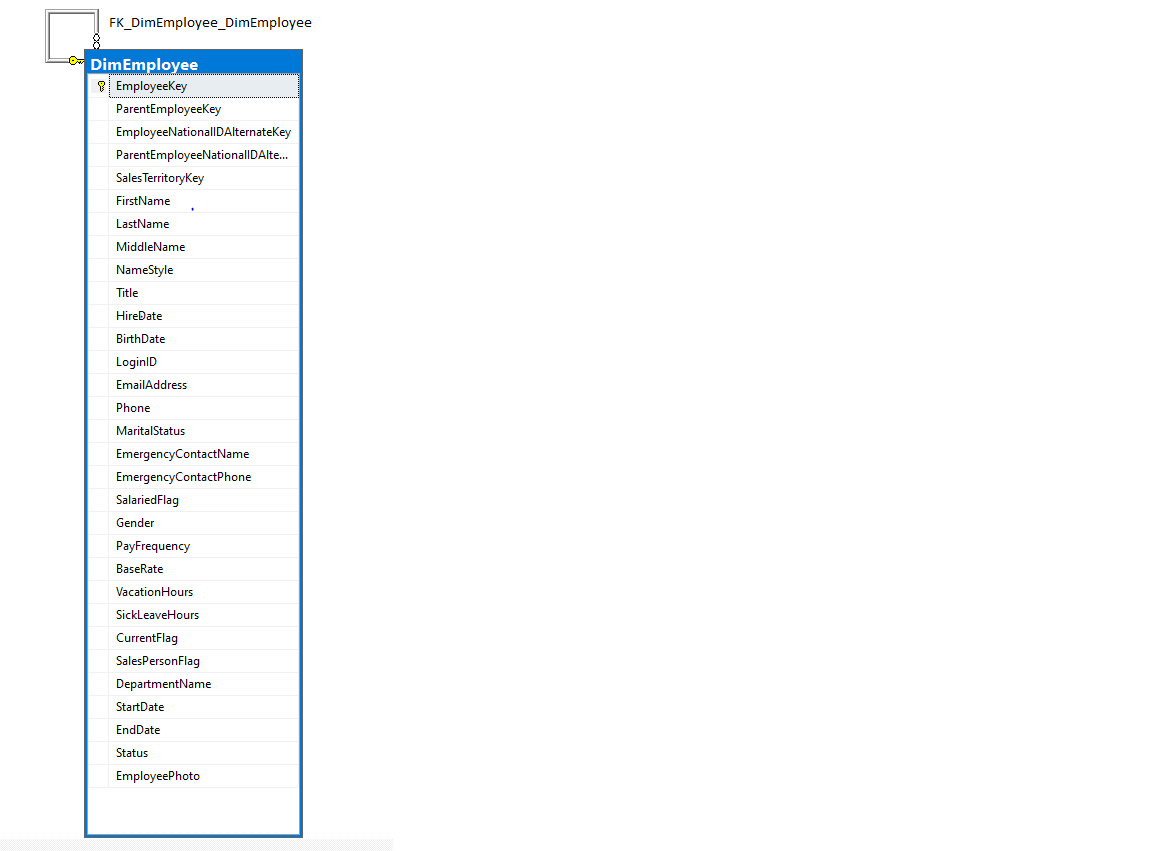 FK_DimEmployee_DimEmployee
DimEmployee
EmployeeKey
ParentEmployeeKey
EmployeeNationalIDAlternateKey
ParentEmployeeNationalIDAlte...
SalesTerritoryKey
FirstName
LastName
MiddleName
NameStyle
Title
HireDate
BirthDate
LoginID
EmailAddress
Phone
MaritalStatus
EmergencyContactName
EmergencyContactPhone
SalariedFlag
Gender
PayFrequency
BaseRate
VacationHours
SickLeaveHours
CurrentFlag
SalesPersonFlag
DepartmentName
StartDate
EndDate
Status
EmployeePhoto